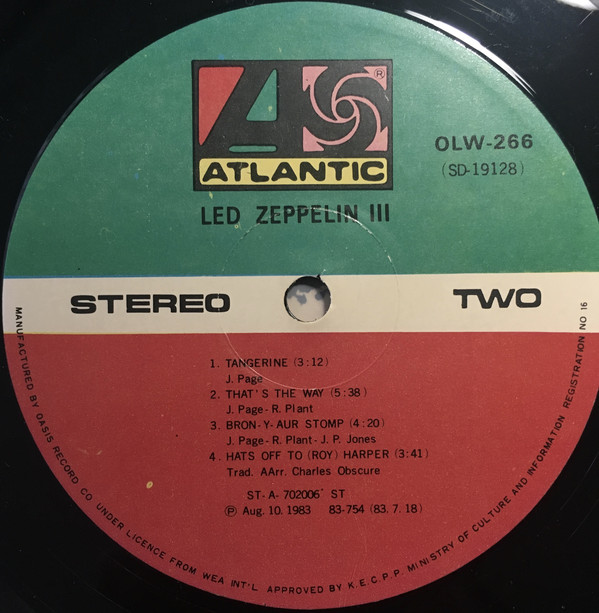 ®
ATLANTIC
OLW-266
(SD-19128)
LED ZEPPELIN III
STEREO TWO
1. TANGERINE (3:12)
J. Page
2. THAT'S THE WAY (5:38)
J. Page- R. Plant
3. BRON-Y-AUR STOMP (4:20)
J. Page- R. Plant- J. P. Jones
4. HATS OFF TO (ROY) HARPER (3:41)
Trad. AArr. Charles Obscure
ST- A- 702006 ST
Ⓟ Aug. 10. 1983 83-754 (83. 7. 18)
MANUFACTURED BY OASIS RECORD CO UNDER LICENCE FROM WEA INT'L APPROVED BY K.E.C.P.P. MINISTRY OF CULTURE AND INFORMATION REGISTRATION NO 16